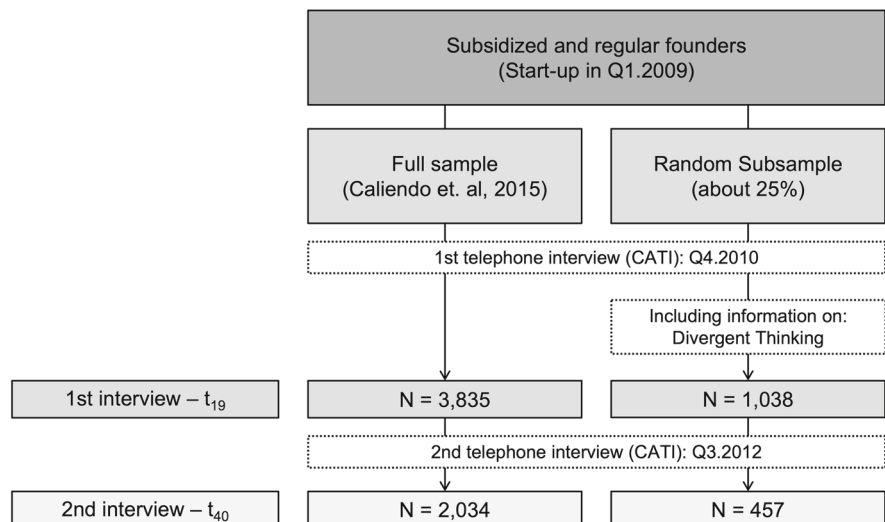 Subsidized and regular founders
(Start-up in Q1.2009)
Full sample
(Caliendo et. al, 2015)
Random Subsample
(about 25%)
1st telephone interview (CATI): Q4.2010
Including information on:
Divergent Thinking
1st interview – t19
N = 3,835
N = 1,038
2nd telephone interview (CATI): Q3.2012
2nd interview – t40
N = 2,034
N = 457